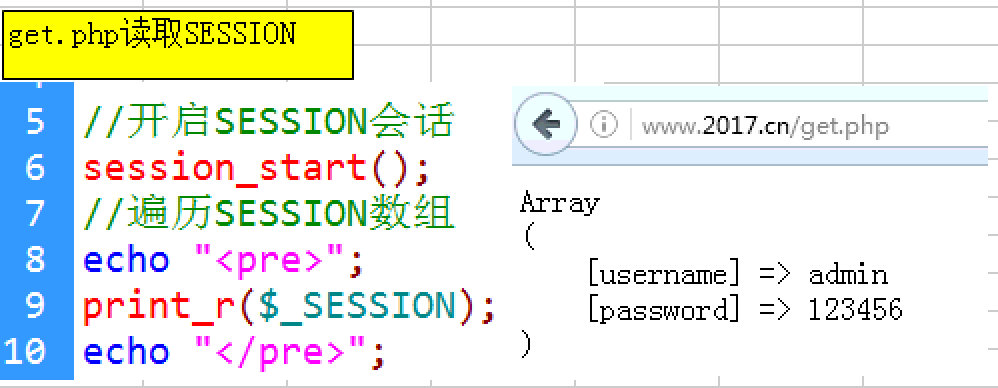 get.php读取SESSION
5 //开启SESSION会话
6 session_start();
7 //遍历SESSION数组
8 echo "<pre>";
9 print_r($_SESSION);
10 echo "</pre>";
www.2017.cn/get.php
Array
(
[username] => admin
[password] => 123456
)